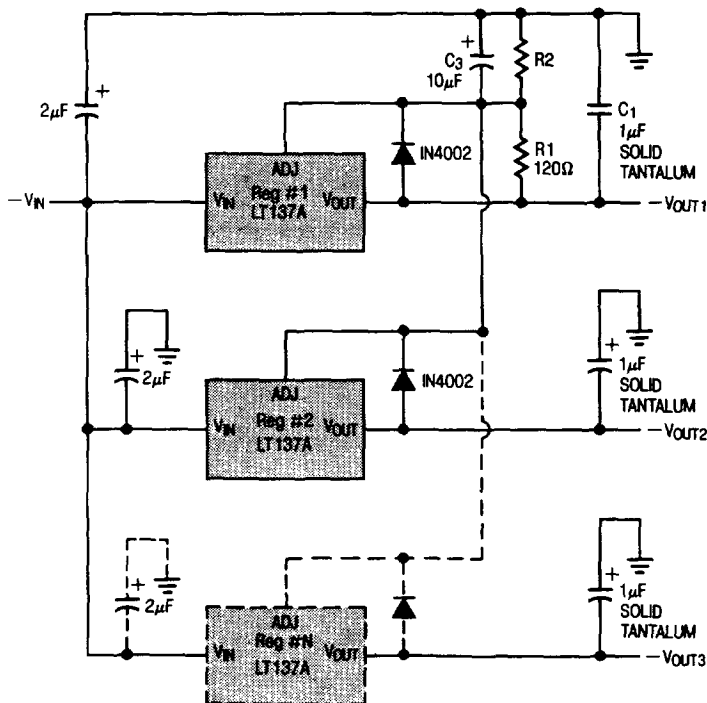 2µF
+
C3
10µF
+
R2
C1
1µF
SOLID
TANTALUM
IN4002
R1
120Ω
ADJ
Reg #1
LT137A
VIN
VOUT
−VIN
−VOUT1
+
2µF
ADJ
Reg #2
LT137A
VIN
VOUT
IN4002
+
1µF
SOLID
TANTALUM
−VOUT2
+
2µF
ADJ
Reg #N
LT137A
VIN
VOUT
+
1µF
SOLID
TANTALUM
−VOUT3